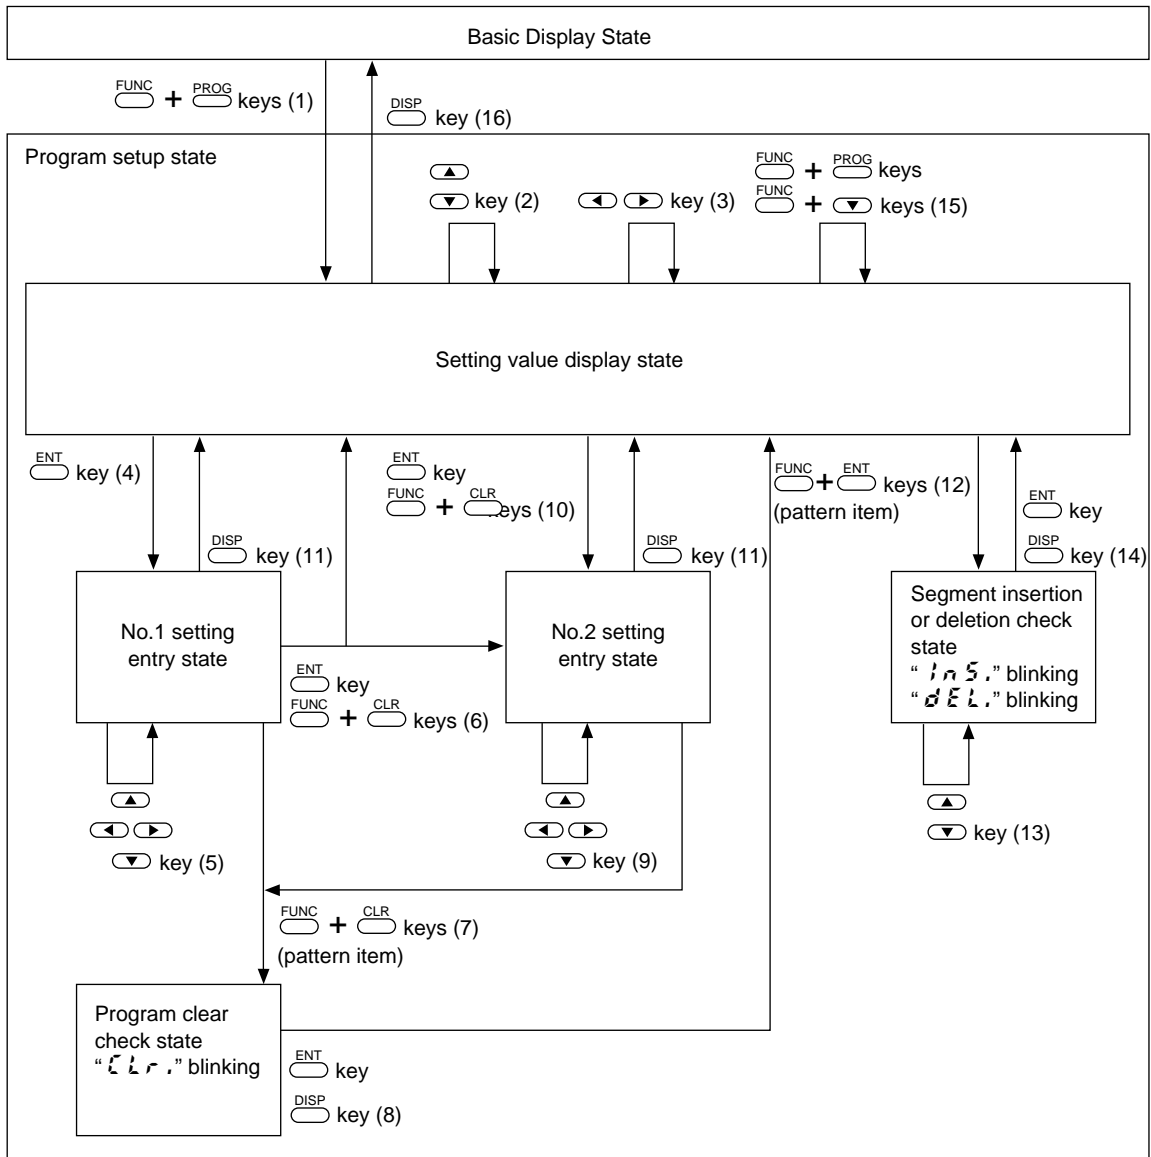 Basic Display State
FUNC + PROG keys (1)
DISP key (16)
Program setup state
key (2)
key (3)
FUNC + PROG keys
FUNC + keys (15)
Setting value display state
ENT key (4)
ENT key
FUNC + CLR keys (10)
FUNC + ENT keys (12)
(pattern item)
ENT key
DISP key (11)
DISP key (11)
DISP key (14)
No.1 setting
entry state
No.2 setting
entry state
Segment insertion
or deletion check
state
“ InS.” blinking
“ dEL.” blinking
ENT key
FUNC + CLR keys (6)
key (5)
key (9)
key (13)
FUNC + CLR keys (7)
(pattern item)
Program clear
check state
“ CLr.” blinking
ENT key
DISP key (8)